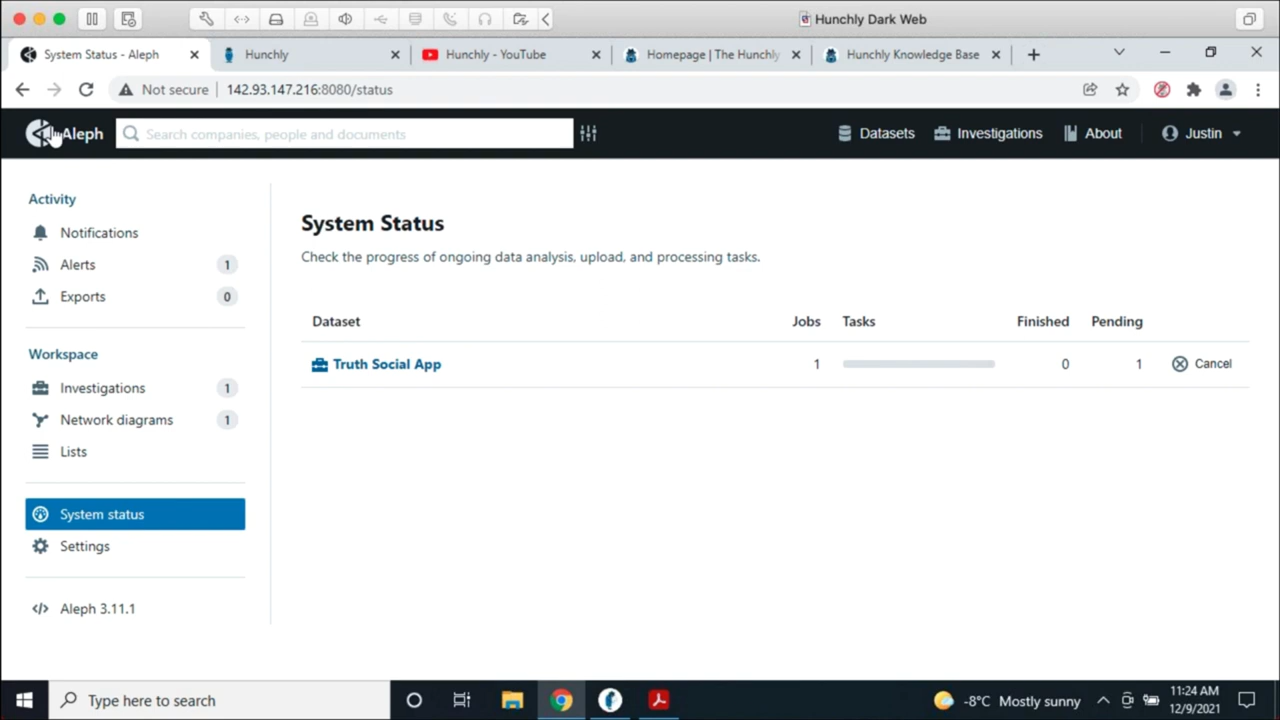 Hunchly Dark Web
System Status - Aleph
Hunchly
Hunchly - YouTube
Homepage | The Hunchly
Hunchly Knowledge Base
Not secure
142.93.147.216:8080/status
Aleph
Search companies, people and documents
Datasets
Investigations
About
Justin
Activity
Notifications
Alerts 1
Exports 0
Workspace
Investigations 1
Network diagrams 1
Lists
System status
Settings
Aleph 3.11.1
System Status
Check the progress of ongoing data analysis, upload, and processing tasks.
Dataset Jobs Tasks Finished Pending
Truth Social App 1 0 1 Cancel
Type here to search
-8°C Mostly sunny
11:24 AM
12/9/2021